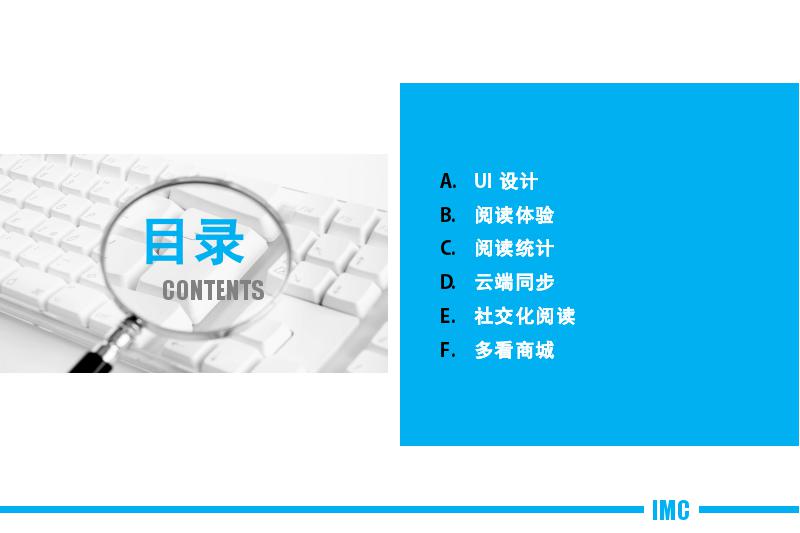 目录
CONTENTS
A. UI 设计
B. 阅读体验
C. 阅读统计
D. 云端同步
E. 社交化阅读
F. 多看商城
IMC